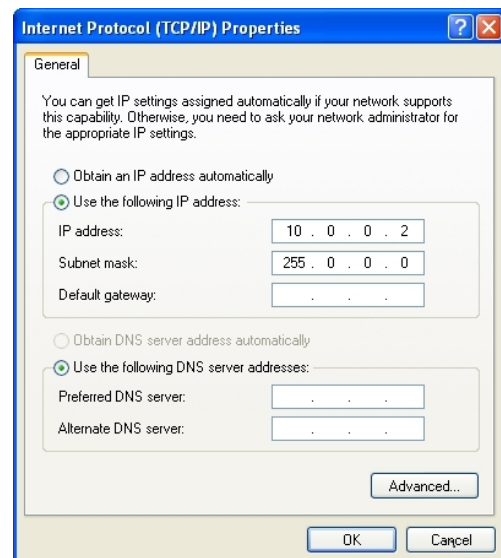 Internet Protocol (TCP/IP) Properties
General
You can get IP settings assigned automatically if your network supports
this capability. Otherwise, you need to ask your network administrator for
the appropriate IP settings.
Obtain an IP address automatically
Use the following IP address:
IP address: 10 . 0 . 0 . 2
Subnet mask: 255 . 0 . 0 . 0
Default gateway: . . .
Obtain DNS server address automatically
Use the following DNS server addresses:
Preferred DNS server: . . .
Alternate DNS server: . . .
Advanced...
OK Cancel